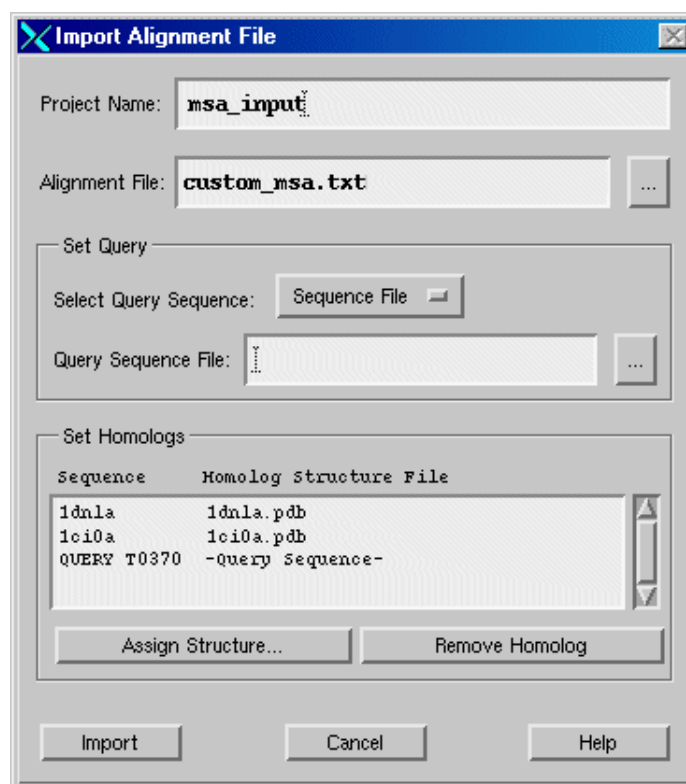 Import Alignment File
Project Name: msa_input
Alignment File: custom_msa.txt ...
Set Query
Select Query Sequence: Sequence File
Query Sequence File: ...
Set Homologs
Sequence Homolog Structure File
1dnla 1dnla.pdb
1ci0a 1ci0a.pdb
QUERY T0370 -Query Sequence-
Assign Structure... Remove Homolog
Import Cancel Help